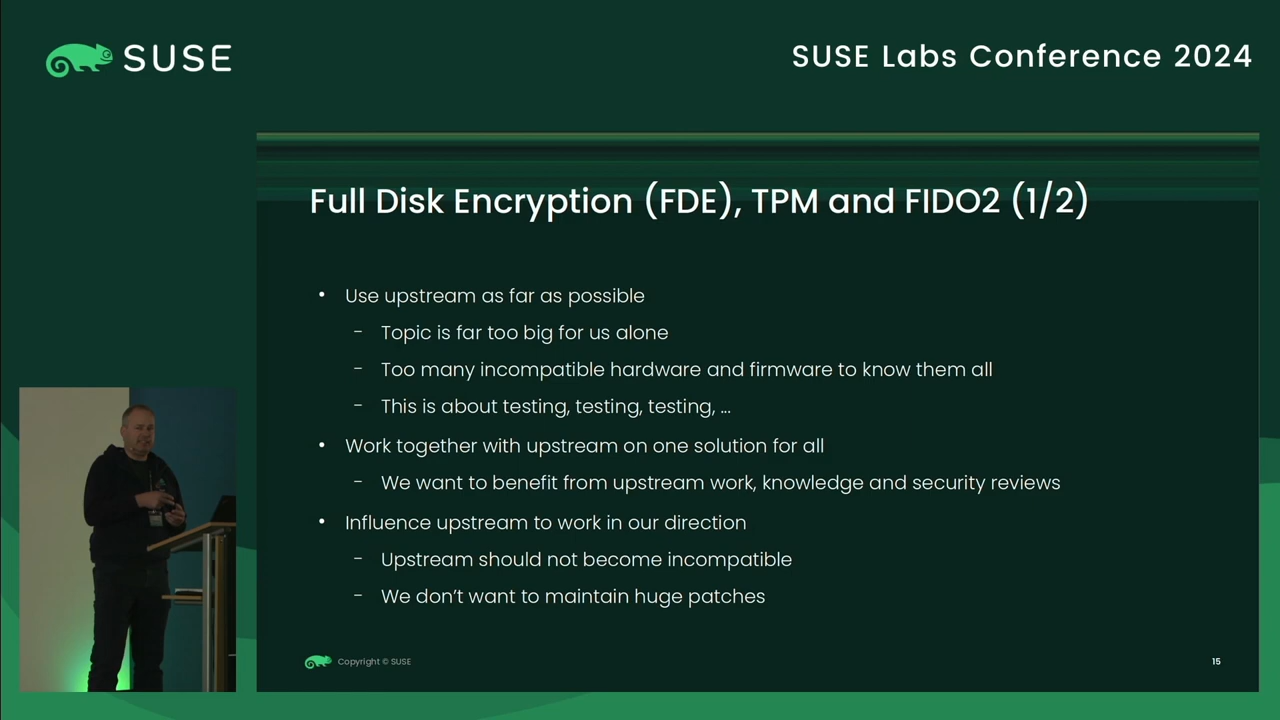 SUSE
SUSE Labs Conference 2024
Full Disk Encryption (FDE), TPM and FIDO2 (1/2)
• Use upstream as far as possible
– Topic is far too big for us alone
– Too many incompatible hardware and firmware to know them all
– This is about testing, testing, testing, ...
• Work together with upstream on one solution for all
– We want to benefit from upstream work, knowledge and security reviews
• Influence upstream to work in our direction
– Upstream should not become incompatible
– We don’t want to maintain huge patches
Copyright © SUSE
15